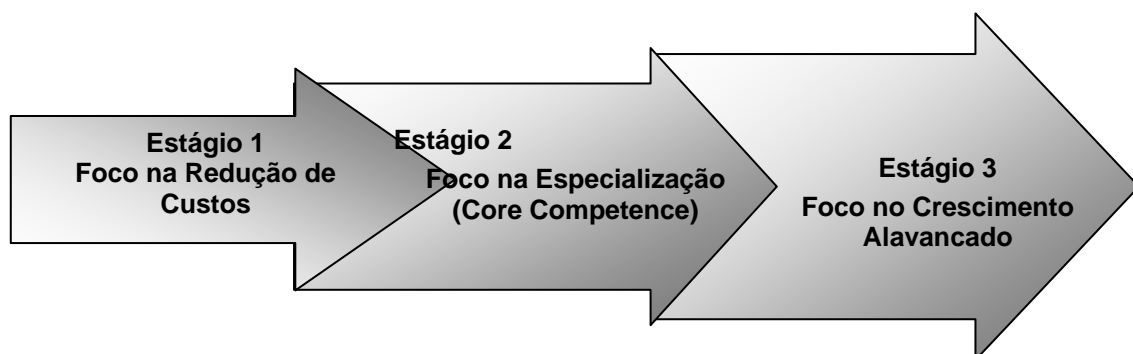 Estágio 1
Foco na Redução de
Custos
Estágio 2
Foco na Especialização
(Core Competence)
Estágio 3
Foco no Crescimento
Alavancado